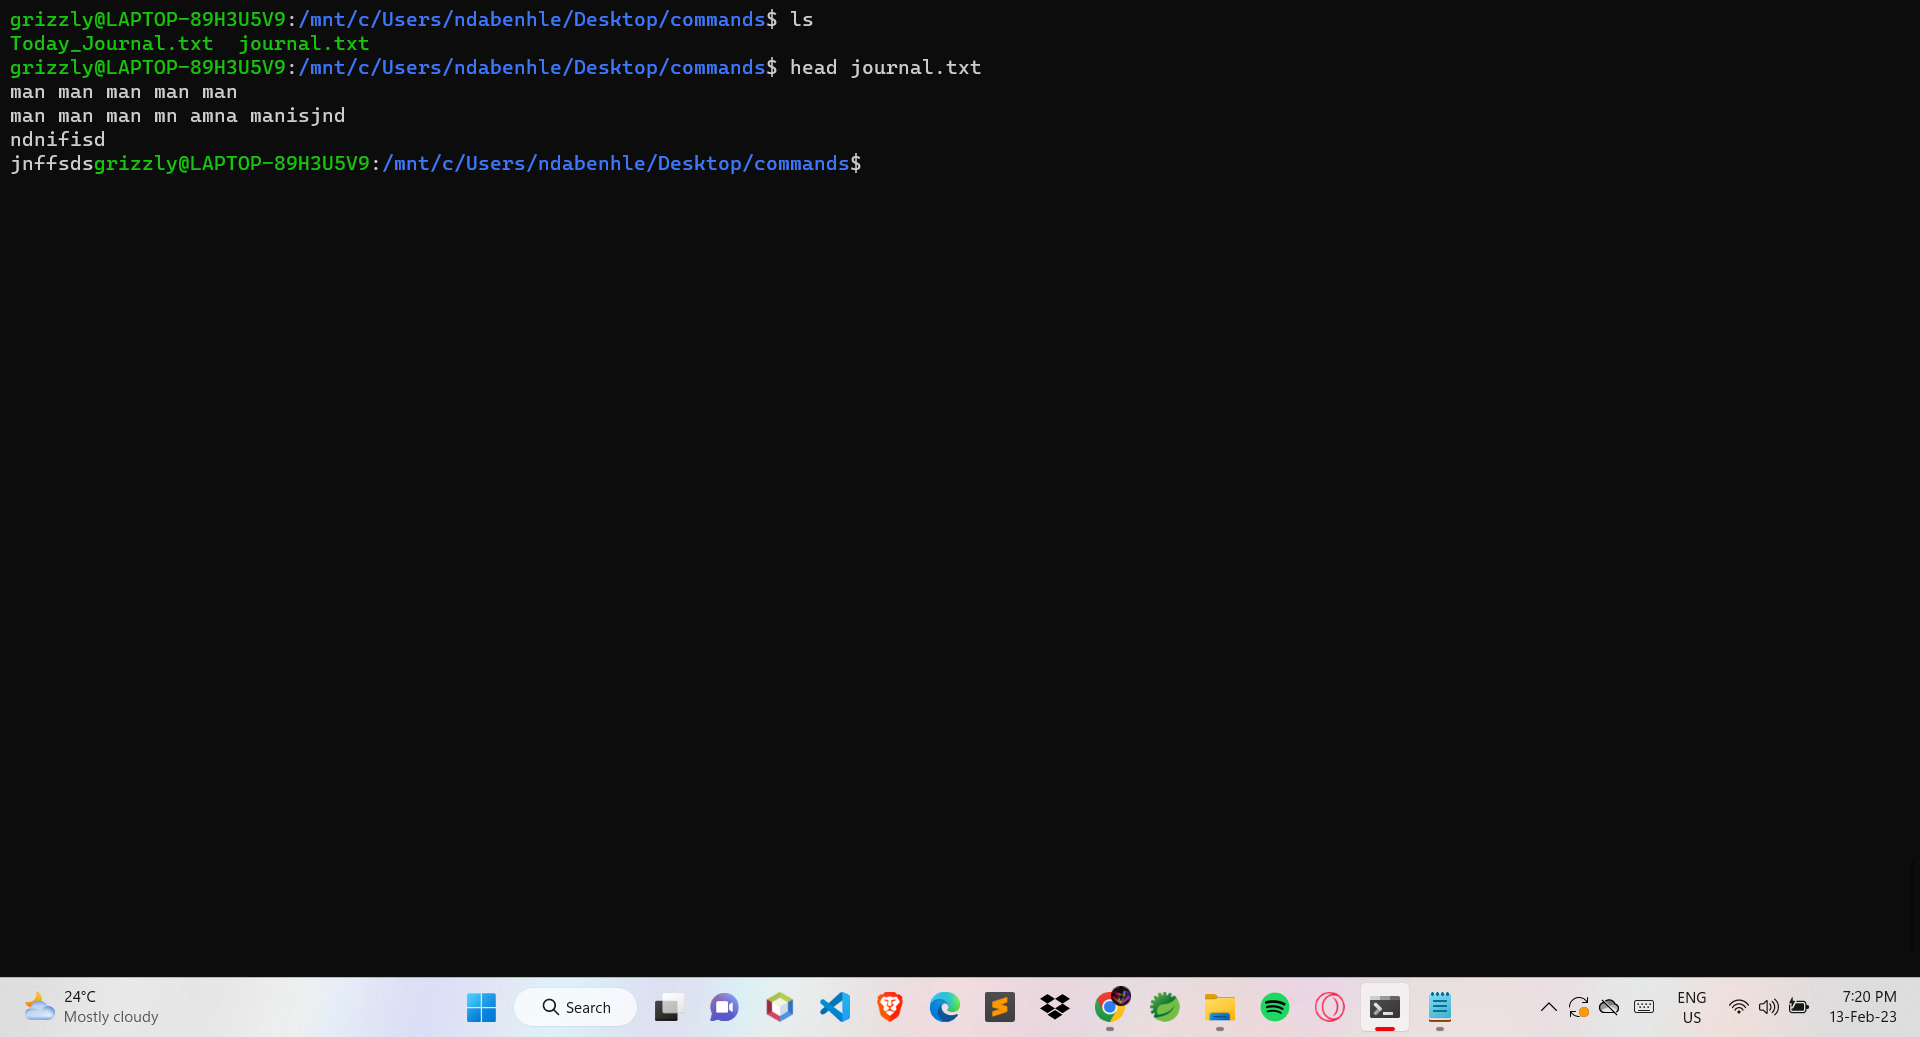 grizzly@LAPTOP-89H3U5V9:/mnt/c/Users/ndabenhle/Desktop/commands$ ls
Today_Journal.txt  journal.txt
grizzly@LAPTOP-89H3U5V9:/mnt/c/Users/ndabenhle/Desktop/commands$ head journal.txt
man man man man man
man man man mn amna manisjnd
ndnifisd
jnffsdsgrizzly@LAPTOP-89H3U5V9:/mnt/c/Users/ndabenhle/Desktop/commands$
24°C
Mostly cloudy
Search
ENG
US
7:20 PM
13-Feb-23